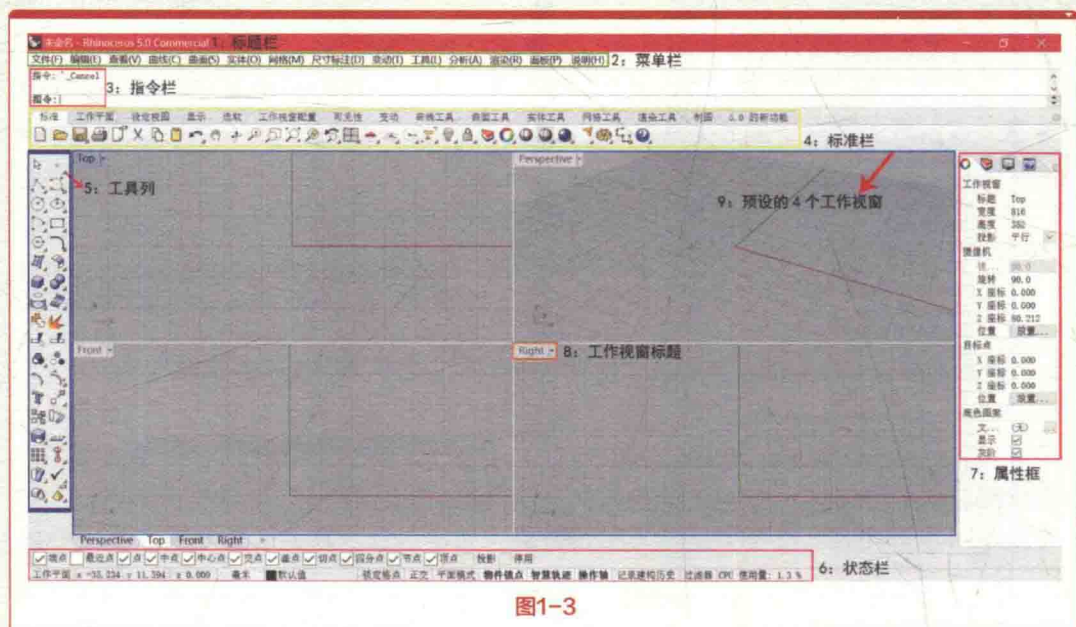 未命名 - Rhinoceros 5.0 Commercial 1：标题栏
文件(F) 编辑(E) 查看(V) 曲线(C) 曲面(S) 实体(O) 网格(M) 尺寸标注(D) 变动(T) 工具(L) 分析(A) 渲染(R) 面板(P) 说明(H) 2：菜单栏
指令: '_Cancel
3：指令栏
指令:
标准 工作平面 设定视图 显示 选取 工作视窗配置 可见性 变动 曲线工具 曲面工具 实体工具 网格工具 渲染工具 制图 5.0 的新功能
4：标准栏
Top
Perspective
5：工具列
9：预设的4个工作视窗
工作视窗
标题 Top
宽度 816
高度
投影 平行
摄像机
旋转 90.0
X 座标 0.000
Y 座标 0.000
Z 座标 80.212
位置 放置...
目标点
X 座标 0.000
Y 座标 0.000
Z 座标 0.000
位置 放置...
底色图案
文...
显示
灰阶
7：属性框
Front
Right
8：工作视窗标题
Perspective Top Front Right
端点 最近点 点 中点 中心点 交点 垂点 切点 四分点 节点 顶点 投影 停用
工作平面 z 0.000 毫米 默认值 锁定格点 正交 平面模式 物件锁点 智慧轨迹 操作轴 记录建构历史 过滤器 CPU 使用量: 1.3 %
6：状态栏
图1-3